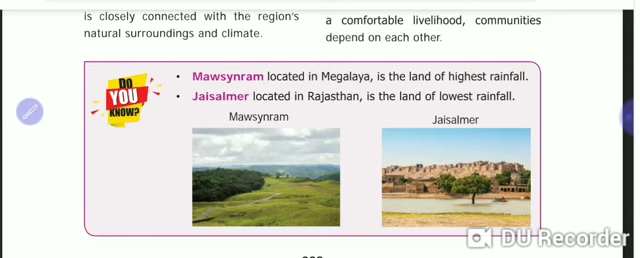 is closely connected with the region's
natural surroundings and climate.
a comfortable livelihood, communities
depend on each other.
DO
YOU
KNOW?
• Mawsynram located in Megalaya, is the land of highest rainfall.
• Jaisalmer located in Rajasthan, is the land of lowest rainfall.
Mawsynram
Jaisalmer
DU Recorder